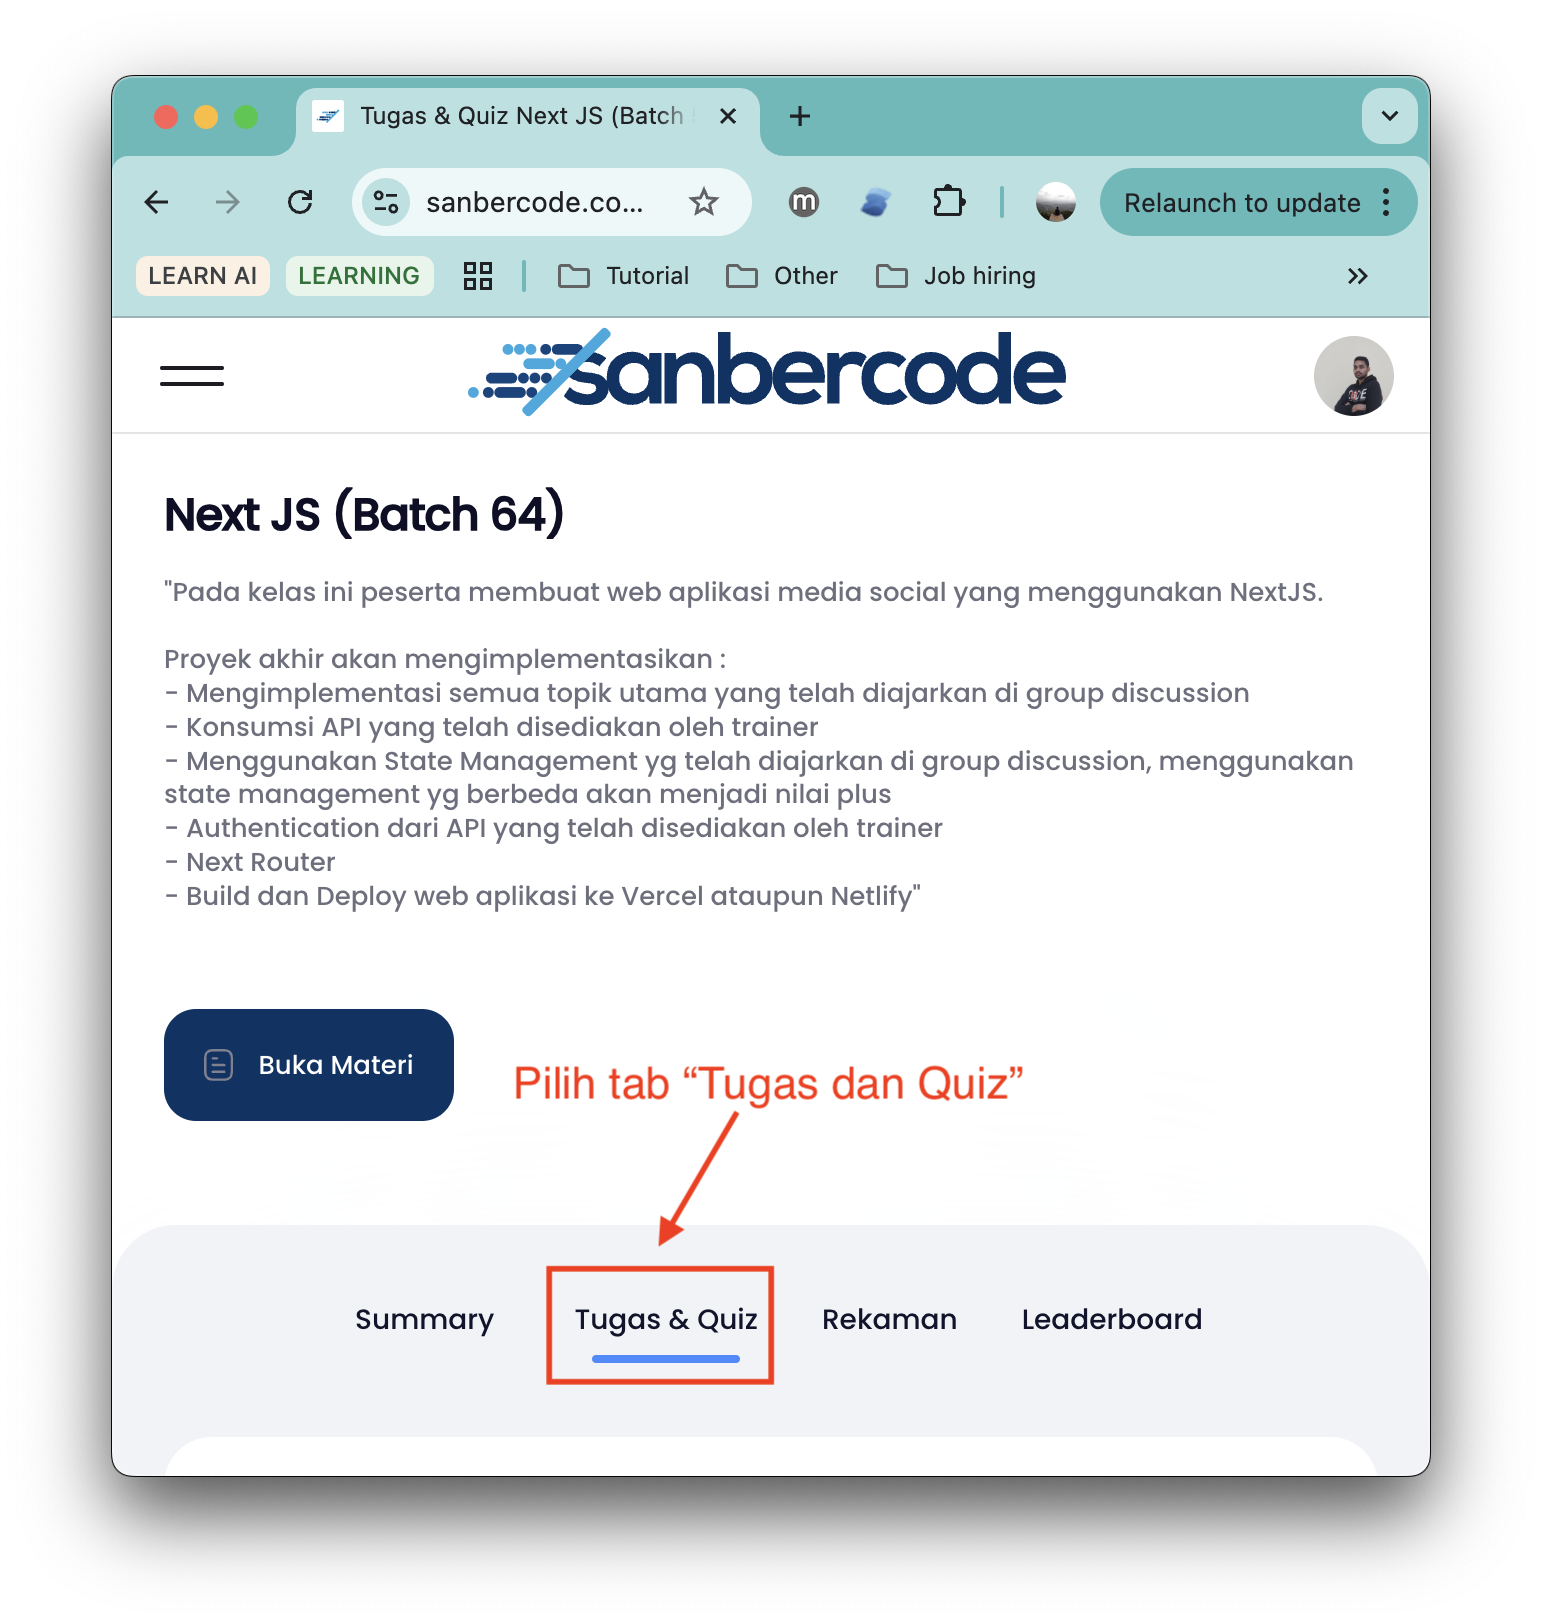 Tugas & Quiz Next JS (Batch
sanbercode.co...
Relaunch to update
LEARN AI
LEARNING
Tutorial
Other
Job hiring
sanbercode
Next JS (Batch 64)
"Pada kelas ini peserta membuat web aplikasi media social yang menggunakan NextJS.
Proyek akhir akan mengimplementasikan :
- Mengimplementasi semua topik utama yang telah diajarkan di group discussion
- Konsumsi API yang telah disediakan oleh trainer
- Menggunakan State Management yg telah diajarkan di group discussion, menggunakan
state management yg berbeda akan menjadi nilai plus
- Authentication dari API yang telah disediakan oleh trainer
- Next Router
- Build dan Deploy web aplikasi ke Vercel ataupun Netlify"
Buka Materi
Pilih tab “Tugas dan Quiz”
Summary
Tugas & Quiz
Rekaman
Leaderboard